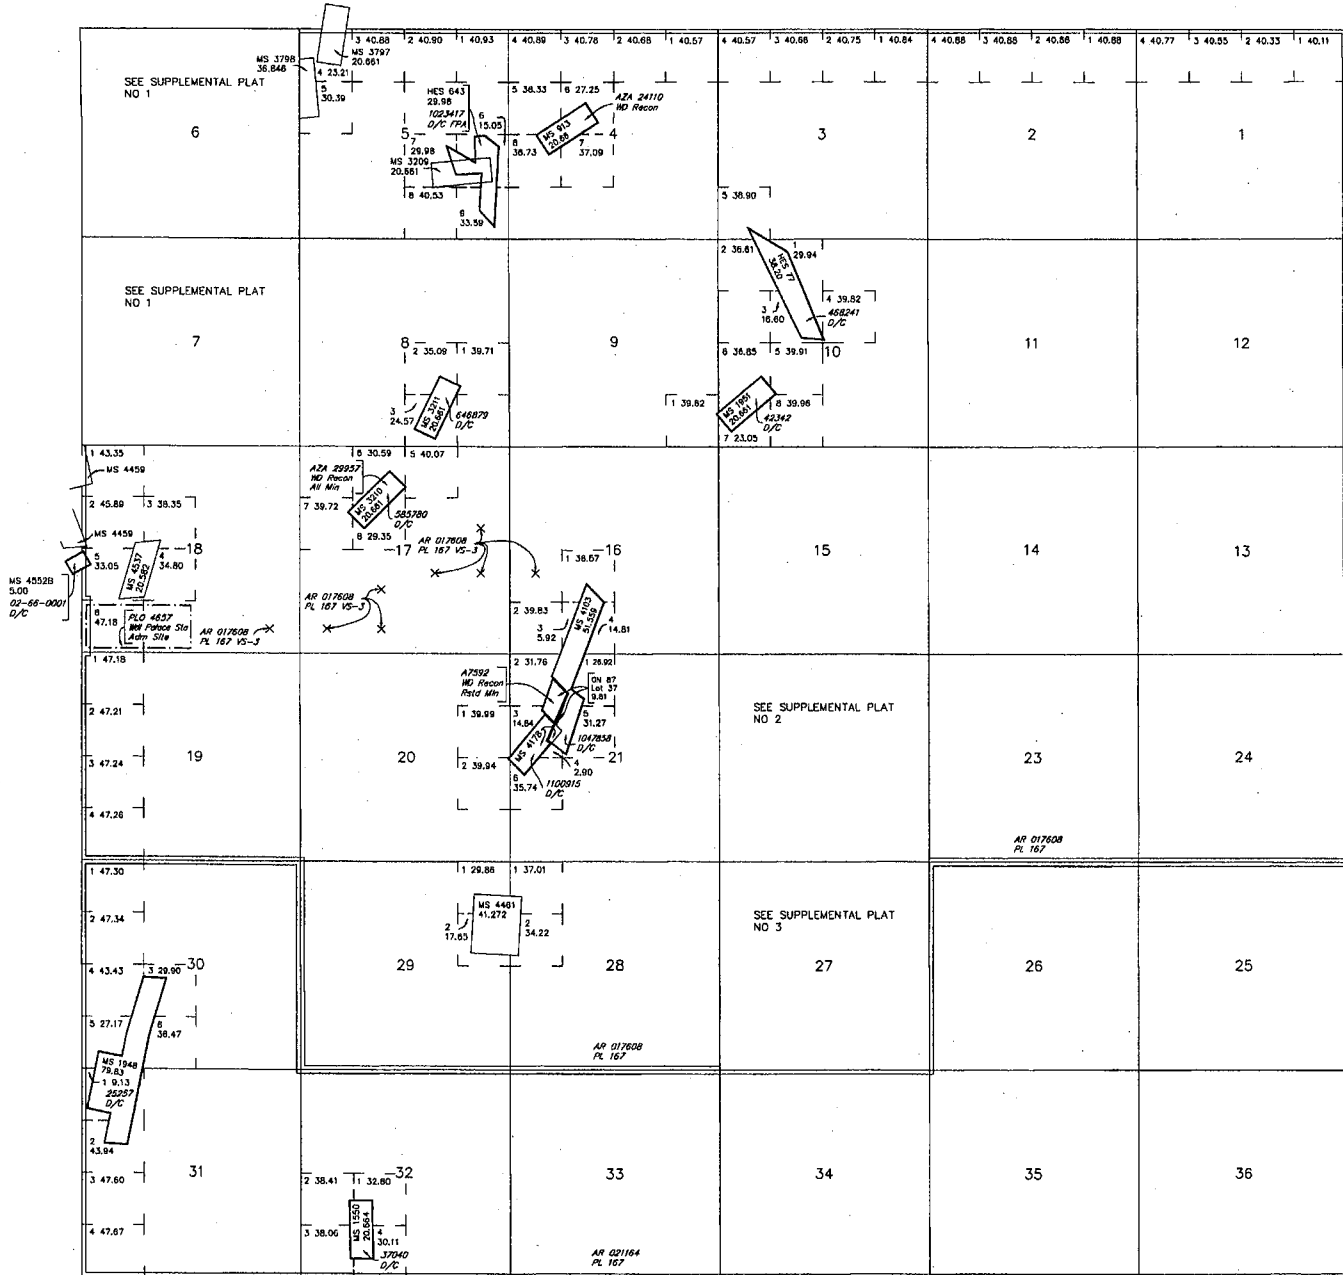 3 40.88 2 40.90 1 40.93 4 40.89 3 40.78 2 40.68 1 40.57 4 40.57 3 40.66 2 40.75 1 40.84 4 40.88 3 40.88 2 40.88 1 40.88 4 40.77 3 40.55 2 40.33 1 40.11
MS 3798
36.846
MS 3797
20.661
4 23.21
5
30.39
SEE SUPPLEMENTAL PLAT
NO 1
6
HES 643
29.98
1023417
D/C FPA
6
15.05
5
7
29.98
MS 3209
20.661
8 40.53
9
33.59
5 38.33
6 27.25
AZA 24110
WD Recon
MS 913
20.66
4
8
38.73
7
37.09
3
5 38.90
2
1
SEE SUPPLEMENTAL PLAT
NO 1
7
8
2 35.09
1 39.71
3
24.57
MS 3211
20.661
646879
D/C
9
1 39.82
2 36.61
1
29.94
HES 77
38.20
3
16.60
4 39.82
468241
D/C
6 36.85
5 39.91
10
MS 1951
20.661
8 39.96
42342
D/C
7 23.05
11
12
1 43.35
MS 4459
2 45.89
3 38.35
MS 4459
18
5
33.05
MS 4537
20.582
4
34.80
MS 4552B
5.00
02-66-0001
D/C
6
47.18
PLO 4657
Adm Site
AR 017608
PL 167 VS-3
6 30.59
5 40.07
AZA 29957
WD Recon
All Min
7 39.72
MS 3210
20.661
585780
D/C
8 29.35
17
AR 017608
PL 167 VS-3
AR 017608
PL 167 VS-3
16
1 36.67
2 39.83
3
5.92
MS 4103
51.559
4
14.81
15
14
13
1 47.18
2 47.21
19
3 47.24
4 47.26
A7592
WD Recon
Rstd Min
1 39.99
20
2 39.94
2 31.76
1 26.92
GN 87
Lot 37
9.81
3
14.84
5
31.27
MS 4178
1047858
D/C
4
2.90
21
6
35.74
1100915
D/C
SEE SUPPLEMENTAL PLAT
NO 2
23
24
AR 017608
PL 167
1 47.30
2 47.34
4 43.43
3 29.90
30
5 27.17
6
36.47
1 29.86
1 37.01
MS 4461
41.272
2
17.65
2
34.22
29
28
AR 017608
PL 167
SEE SUPPLEMENTAL PLAT
NO 3
27
26
25
MS 1948
79.83
1 9.13
25257
D/C
2
43.94
3 47.60
31
4 47.67
2 38.41
1 32.80
32
3 38.06
MS 1550
20.664
4
30.11
37040
D/C
33
AR 021164
PL 167
34
35
36